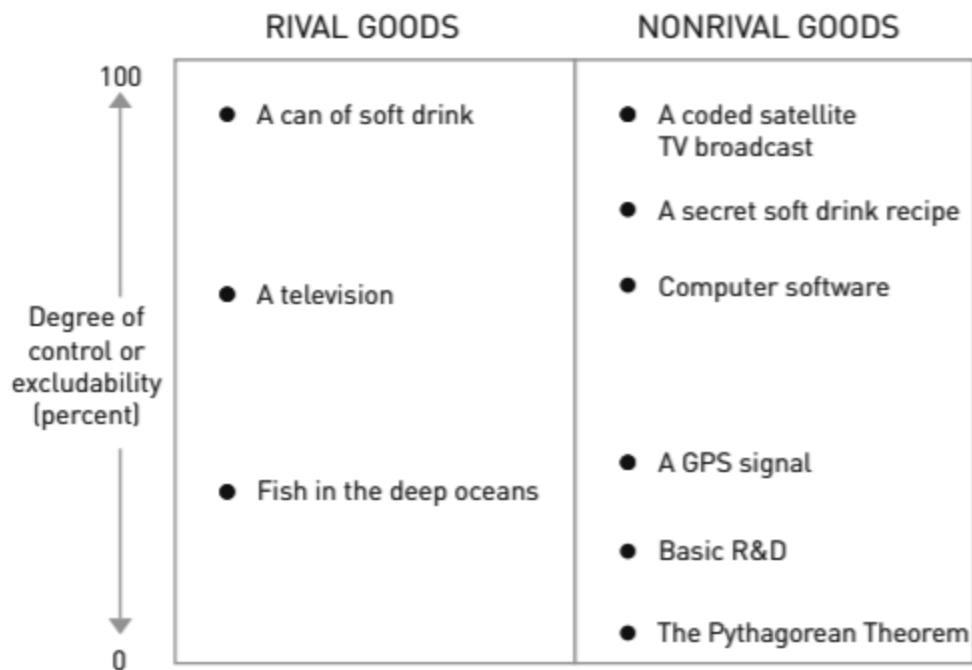 RIVAL GOODS
NONRIVAL GOODS
100
Degree of
control or
excludability
(percent)
0
● A can of soft drink
● A television
● Fish in the deep oceans
● A coded satellite
TV broadcast
● A secret soft drink recipe
● Computer software
● A GPS signal
● Basic R&D
● The Pythagorean Theorem